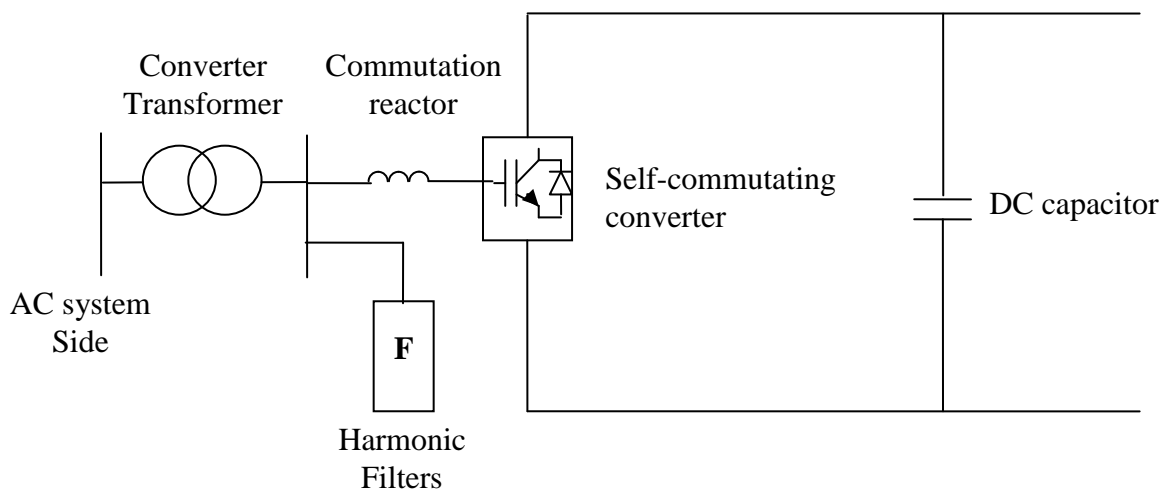 Converter
Transformer
Commutation
reactor
Self-commutating
converter
DC capacitor
AC system
Side
F
Harmonic
Filters